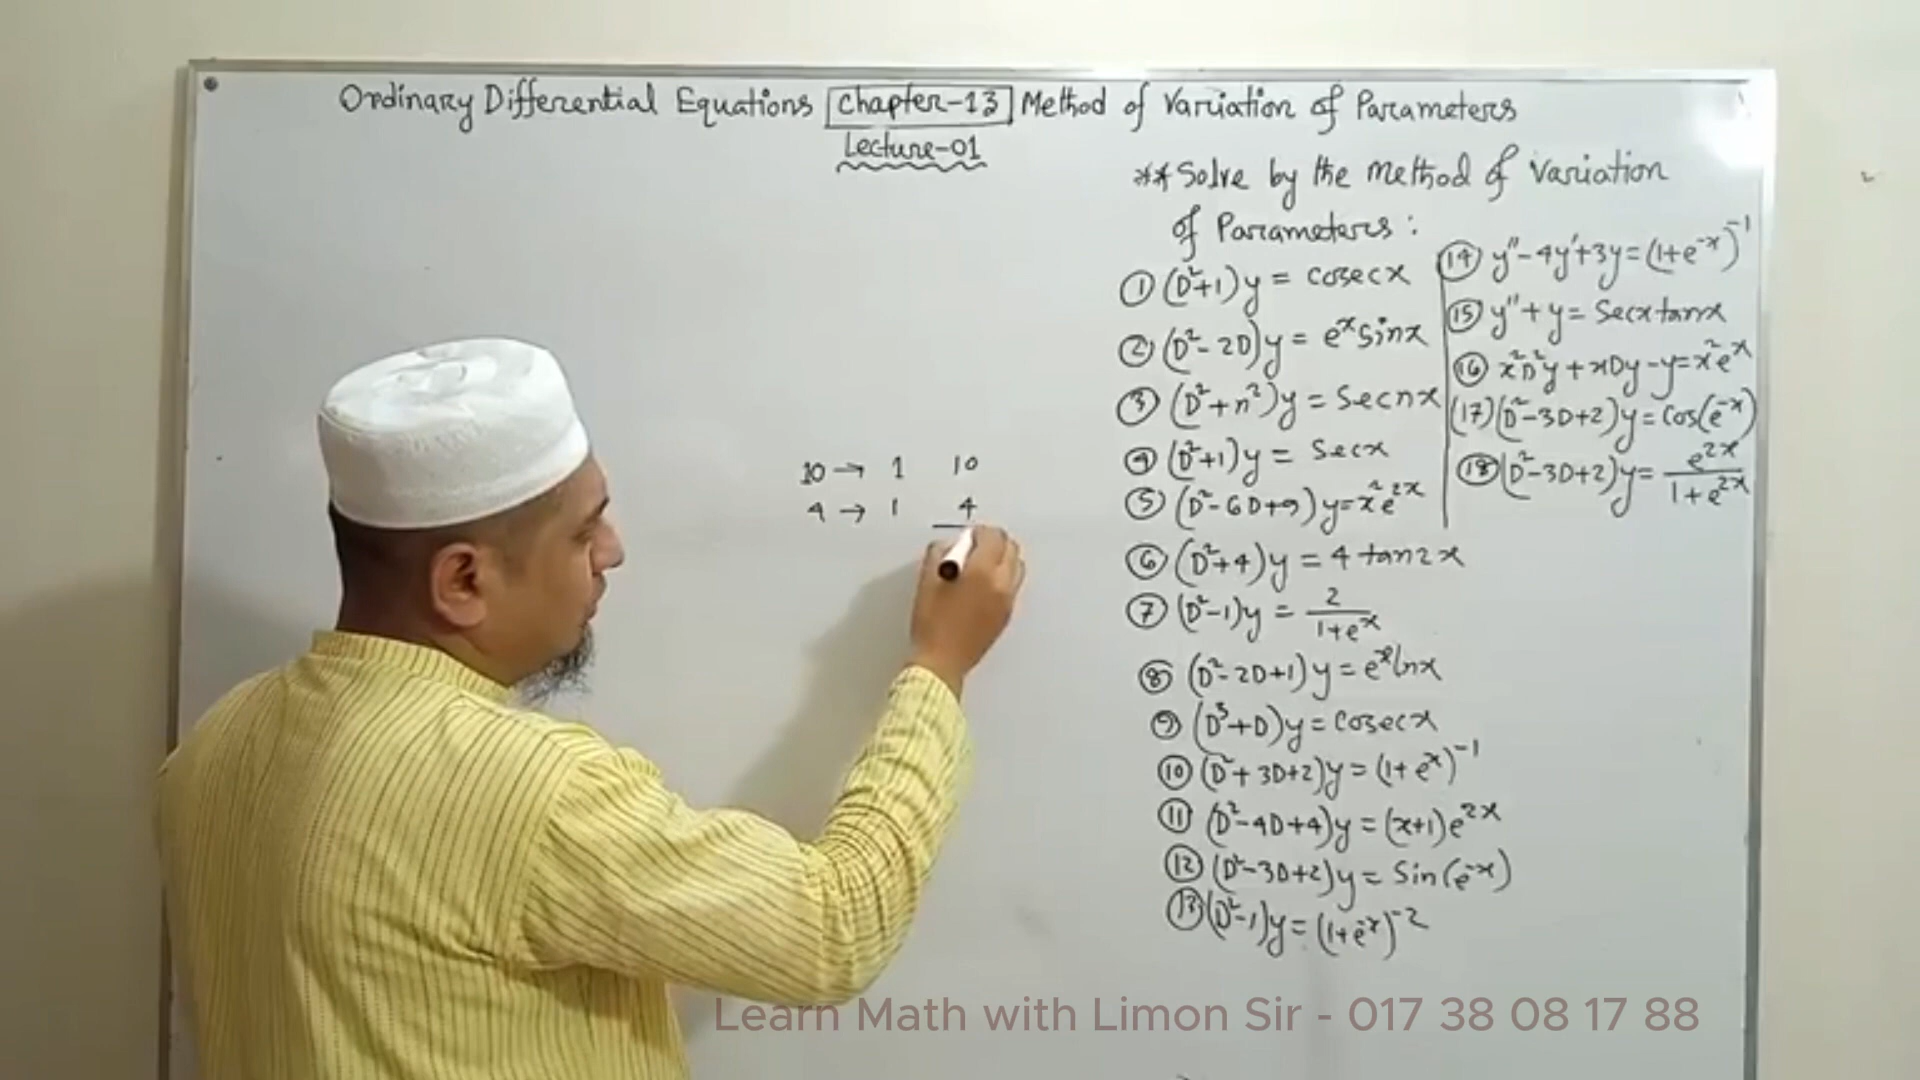 Ordinary Differential Equations Chapter-13 Method of Variation of Parameters
Lecture-01
**Solve by the Method of Variation
of Parameters:
① (D²+1)y = cosecx
② (D²-2D)y = eˣsinx
③ (D²+n²)y = Secnx
④ (D²+1)y = Secx
⑤ (D²-6D+9)y=x²e²ˣ
⑥ (D²+4)y = 4 tan2x
⑦ (D²-1)y = 2/(1+eˣ)
⑧ (D²-2D+1)y = eˣlnx
⑨ (D³+D)y = cosecx
⑩ (D²+3D+2)y = (1+eˣ)⁻¹
⑪ (D²-4D+4)y = (x+1)e²ˣ
⑫ (D²-3D+2)y = Sin(e⁻ˣ)
⑬ (D²-1)y = (1+e⁻ˣ)⁻²
⑭ y''-4y'+3y=(1+e⁻ˣ)⁻¹
⑮ y''+y = Secxtanx
⑯ x²D²y+xDy-y=x²eˣ
(17) (D²-3D+2)y=Cos(e⁻ˣ)
⑱ (D²-3D+2)y= e²ˣ/(1+e²ˣ)
10 → 1 10
4 → 1 4
Learn Math with Limon Sir - 017 38 08 17 88